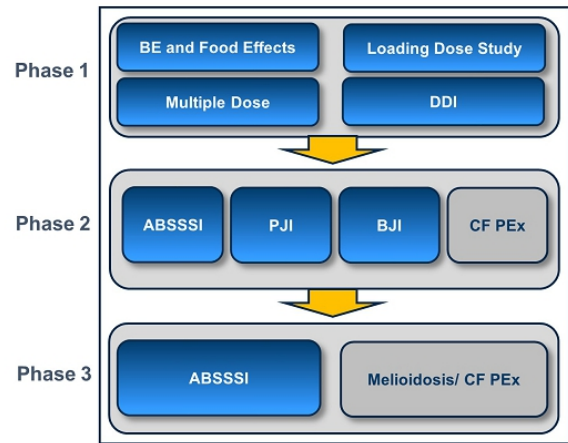 Phase 1
BE and Food Effects
Loading Dose Study
Multiple Dose
DDI
Phase 2
ABSSSI
PJI
BJI
CF PEx
Phase 3
ABSSSI
Melioidosis/ CF PEx